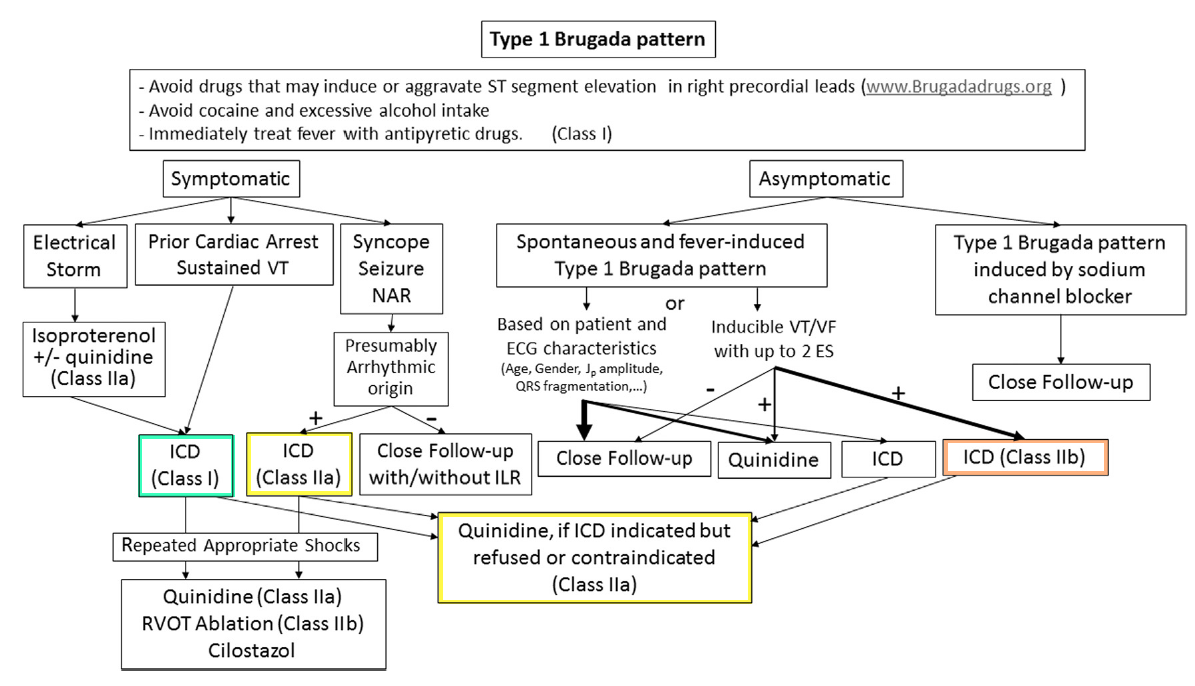 Type 1 Brugada pattern
- Avoid drugs that may induce or aggravate ST segment elevation in right precordial leads (www.Brugadadrugs.org )
- Avoid cocaine and excessive alcohol intake
- Immediately treat fever with antipyretic drugs. (Class I)
Symptomatic
Asymptomatic
Electrical
Storm
Prior Cardiac Arrest
Sustained VT
Syncope
Seizure
NAR
Spontaneous and fever-induced
Type 1 Brugada pattern
Type 1 Brugada pattern
induced by sodium
channel blocker
or
Isoproterenol
+/- quinidine
(Class IIa)
Presumably
Arrhythmic
origin
Based on patient and
ECG characteristics
(Age, Gender, Jp amplitude,
QRS fragmentation,...)
Inducible VT/VF
with up to 2 ES
Close Follow-up
+
-
-
+
+
ICD
(Class I)
ICD
(Class IIa)
Close Follow-up
with/without ILR
Close Follow-up
Quinidine
ICD
ICD (Class IIb)
Repeated Appropriate Shocks
Quinidine, if ICD indicated but
refused or contraindicated
(Class IIa)
Quinidine (Class IIa)
RVOT Ablation (Class IIb)
Cilostazol